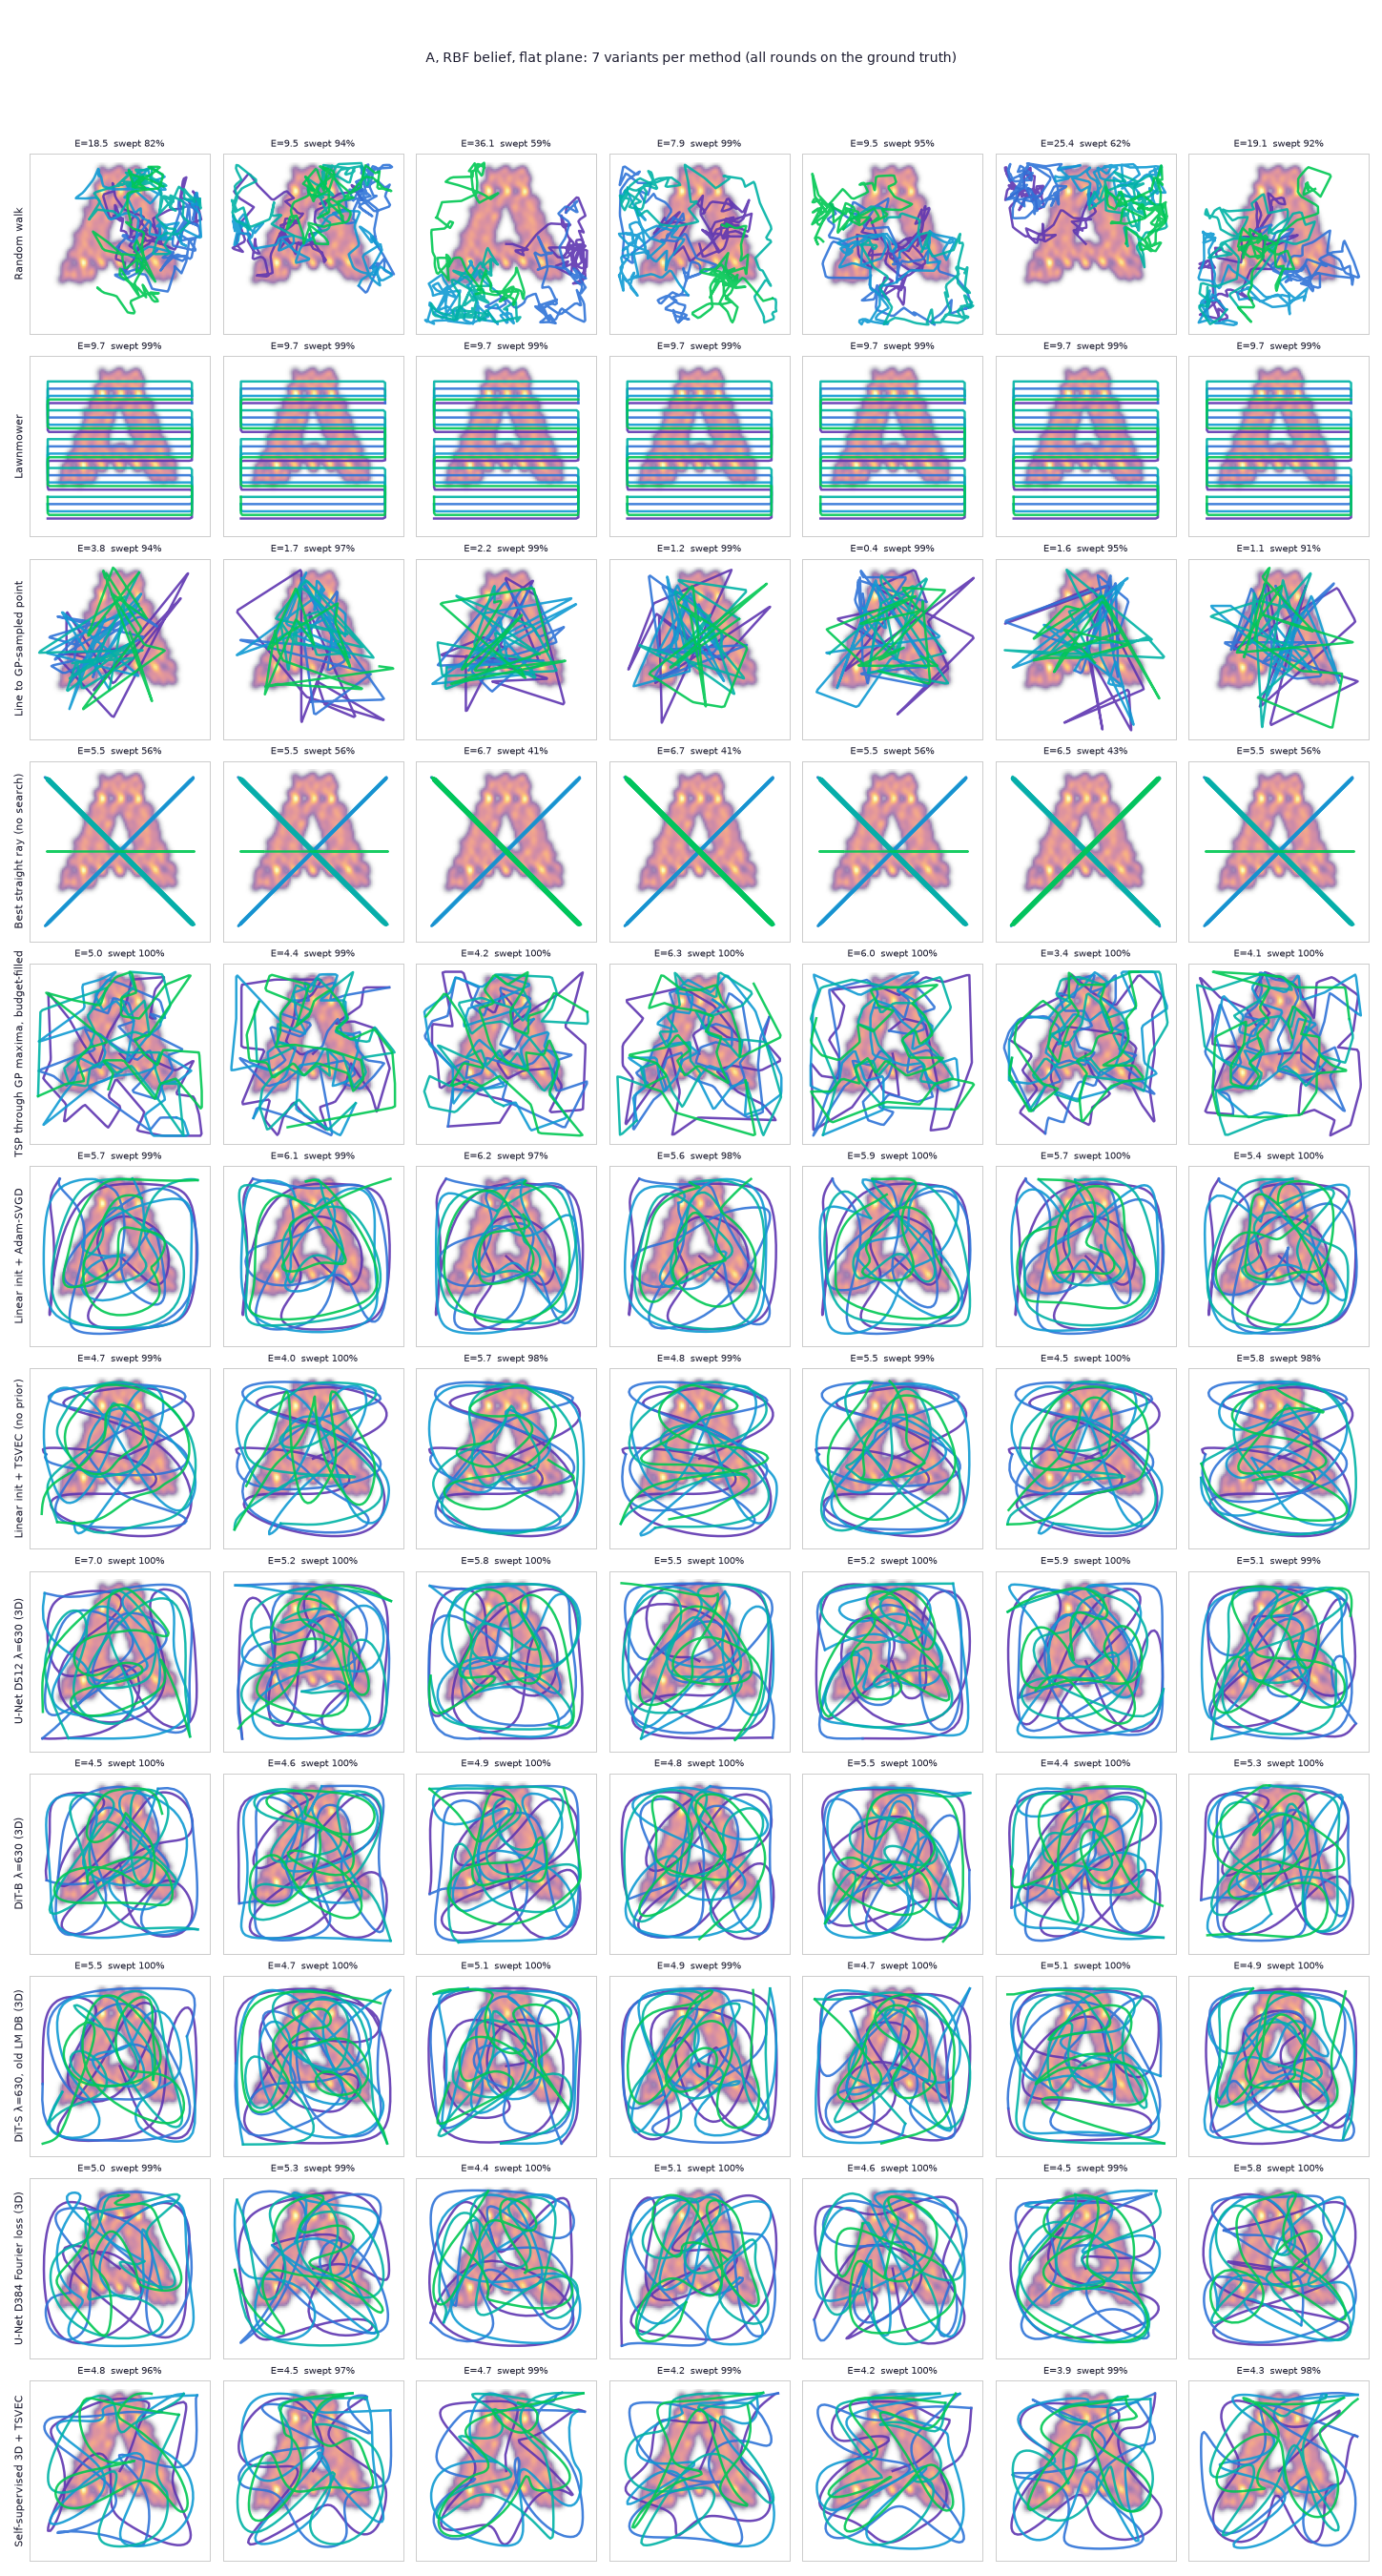 A, RBF belief, flat plane: 7 variants per method (all rounds on the ground truth)
E=18.5 swept 82% E=9.5 swept 94% E=36.1 swept 59% E=7.9 swept 99% E=9.5 swept 95% E=25.4 swept 62% E=19.1 swept 92%
Random walk
E=9.7 swept 99% E=9.7 swept 99% E=9.7 swept 99% E=9.7 swept 99% E=9.7 swept 99% E=9.7 swept 99% E=9.7 swept 99%
Lawnmower
E=3.8 swept 94% E=1.7 swept 97% E=2.2 swept 99% E=1.2 swept 99% E=0.4 swept 99% E=1.6 swept 95% E=1.1 swept 91%
Line to GP-sampled point
E=5.5 swept 56% E=5.5 swept 56% E=6.7 swept 41% E=6.7 swept 41% E=5.5 swept 56% E=6.5 swept 43% E=5.5 swept 56%
Best straight ray (no search)
E=5.0 swept 100% E=4.4 swept 99% E=4.2 swept 100% E=6.3 swept 100% E=6.0 swept 100% E=3.4 swept 100% E=4.1 swept 100%
TSP through GP maxima, budget-filled
E=5.7 swept 99% E=6.1 swept 99% E=6.2 swept 97% E=5.6 swept 98% E=5.9 swept 100% E=5.7 swept 100% E=5.4 swept 100%
Linear init + Adam-SVGD
E=4.7 swept 99% E=4.0 swept 100% E=5.7 swept 98% E=4.8 swept 99% E=5.5 swept 99% E=4.5 swept 100% E=5.8 swept 98%
Linear init + TSVEC (no prior)
E=7.0 swept 100% E=5.2 swept 100% E=5.8 swept 100% E=5.5 swept 100% E=5.2 swept 100% E=5.9 swept 100% E=5.1 swept 99%
U-Net D512 λ=630 (3D)
E=4.5 swept 100% E=4.6 swept 100% E=4.9 swept 100% E=4.8 swept 100% E=5.5 swept 100% E=4.4 swept 100% E=5.3 swept 100%
DiT-B λ=630 (3D)
E=5.5 swept 100% E=4.7 swept 100% E=5.1 swept 100% E=4.9 swept 99% E=4.7 swept 100% E=5.1 swept 100% E=4.9 swept 100%
DiT-S λ=630, old LM DB (3D)
E=5.0 swept 99% E=5.3 swept 99% E=4.4 swept 100% E=5.1 swept 100% E=4.6 swept 100% E=4.5 swept 99% E=5.8 swept 100%
U-Net D384 Fourier loss (3D)
E=4.8 swept 96% E=4.5 swept 97% E=4.7 swept 99% E=4.2 swept 99% E=4.2 swept 100% E=3.9 swept 99% E=4.3 swept 98%
Self-supervised 3D + TSVEC